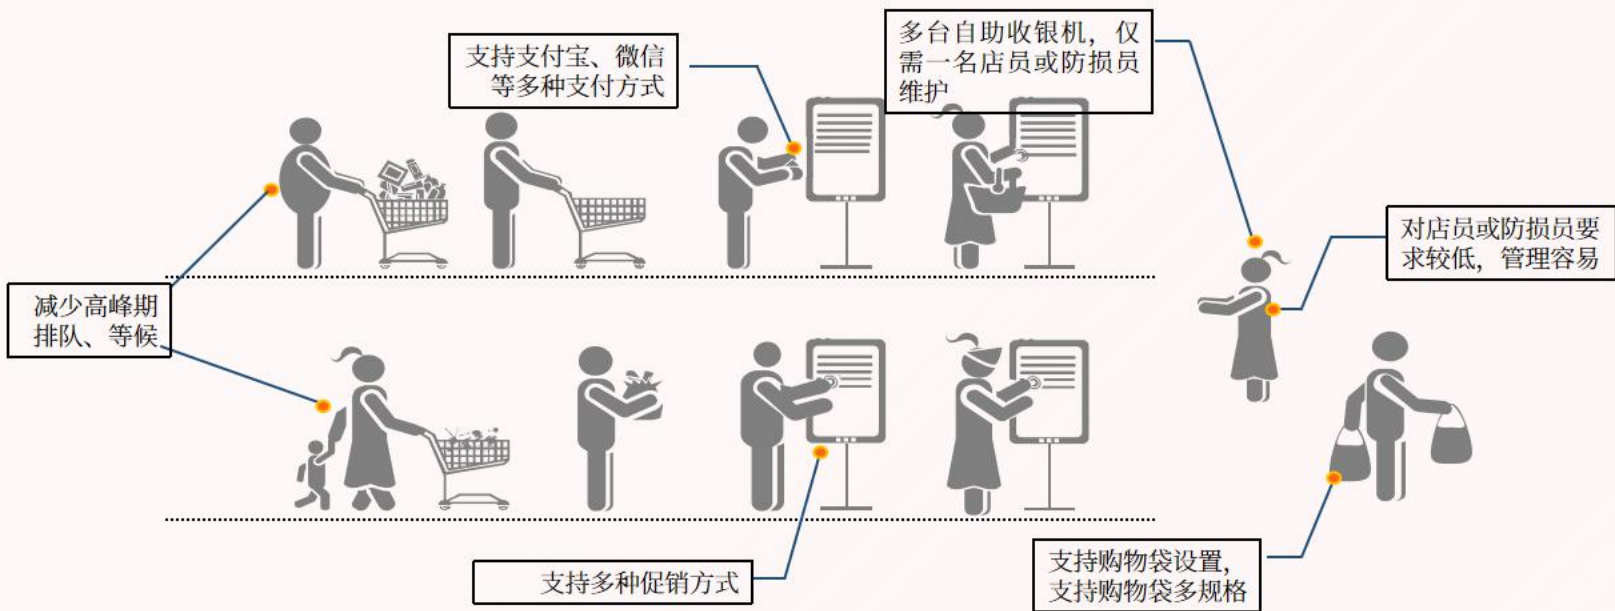 多台自助收银机，仅
需一名店员或防损员
维护
支持支付宝、微信
等多种支付方式
对店员或防损员要
求较低，管理容易
减少高峰期
排队、等候
支持购物袋设置，
支持购物袋多规格
支持多种促销方式